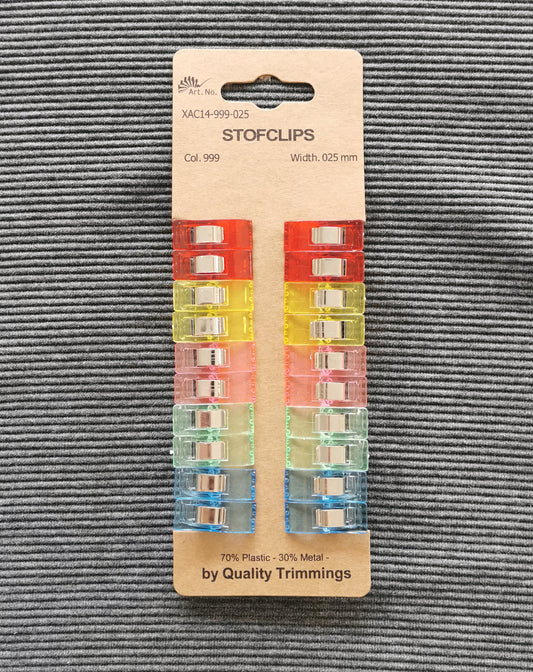 Art. No.
XAC14-999-025
STOFCLIPS
Col. 999 Width. 025 mm
70% Plastic - 30% Metal -
by Quality Trimmings